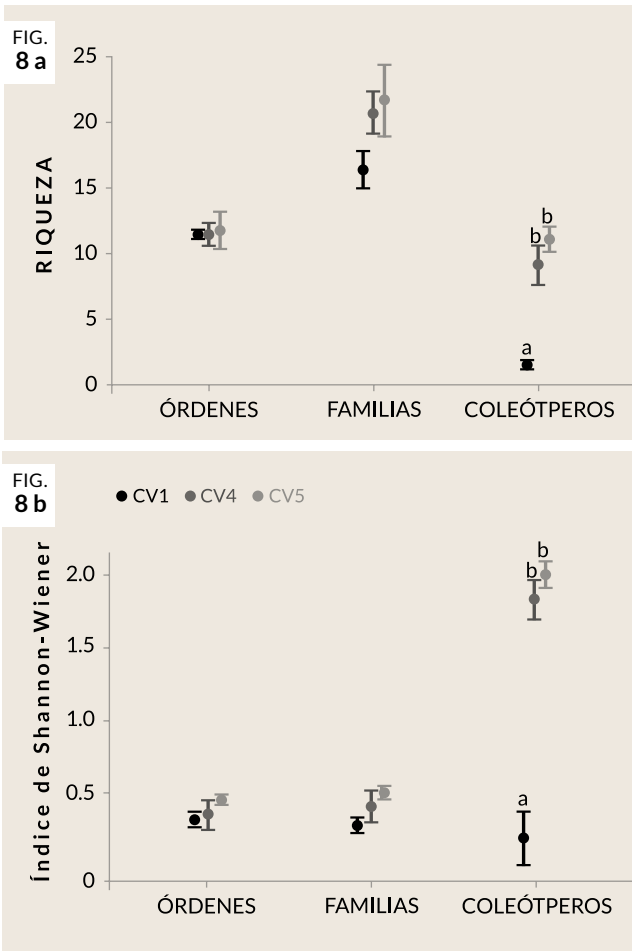 FIG.
8 a
RIQUEZA
25
20
15
10
5
0
a
b
b
ÓRDENES
FAMILIAS
COLEÓTPEROS
FIG.
8 b
CV1 CV4 CV5
Índice de Shannon-Wiener
2.0
1.5
1.0
0.5
0
a
b
b
ÓRDENES
FAMÍLIAS
COLEÓTPEROS